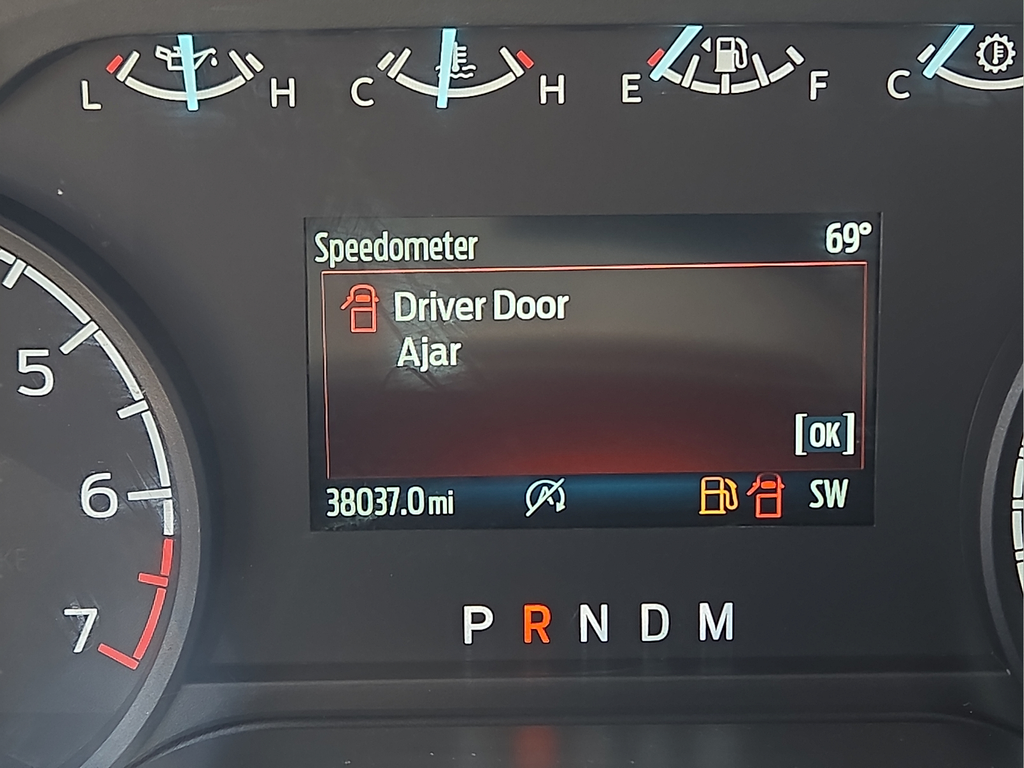 L H C H E F C
Speedometer 69°
Driver Door
Ajar
[OK]
38037.0 mi A SW
5
6
7
P R N D M